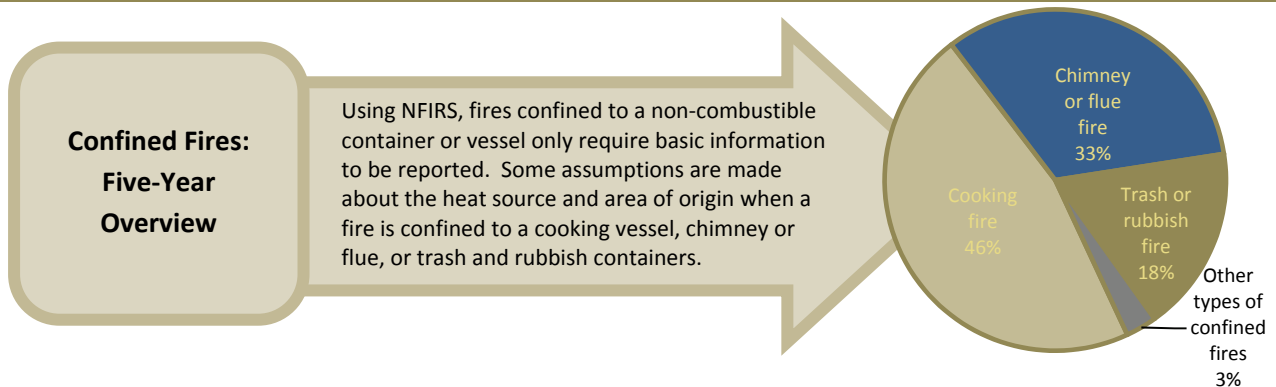 Confined Fires:
Five-Year
Overview
Using NFIRS, fires confined to a non-combustible
container or vessel only require basic information
to be reported.  Some assumptions are made
about the heat source and area of origin when a
fire is confined to a cooking vessel, chimney or
flue, or trash and rubbish containers.
Chimney
or flue
fire
33%
Cooking
fire
46%
Trash or
rubbish
fire
18%
Other
types of
confined
fires
3%